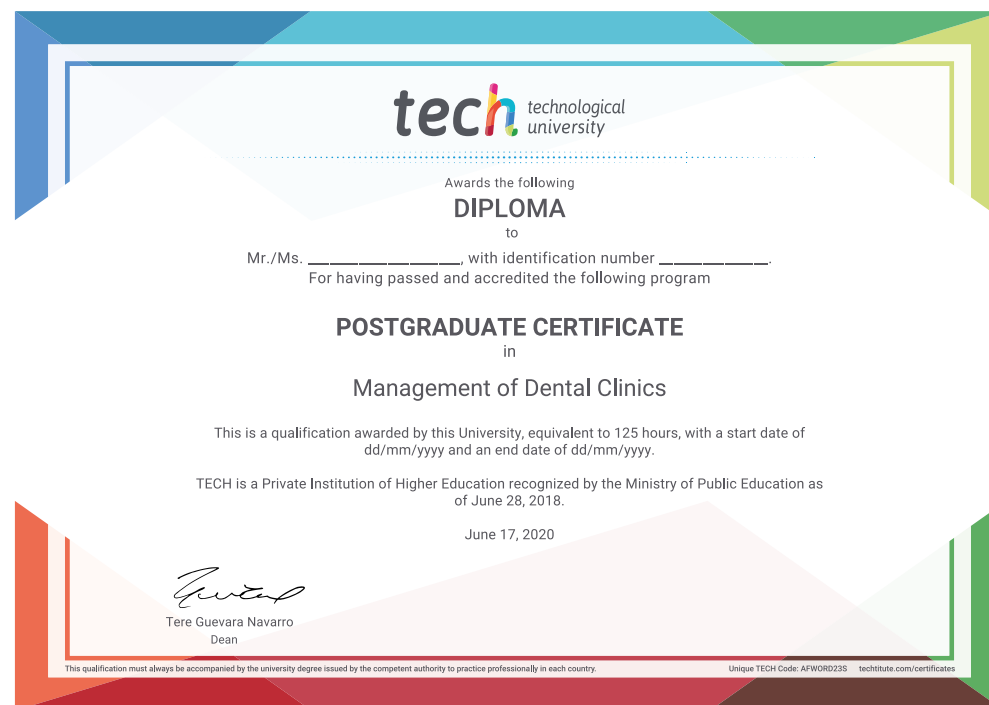 tech technological
university
Awards the following
DIPLOMA
to
Mr./Ms. ____________________, with identification number ______________.
For having passed and accredited the following program
POSTGRADUATE CERTIFICATE
in
Management of Dental Clinics
This is a qualification awarded by this University, equivalent to 125 hours, with a start date of
dd/mm/yyyy and an end date of dd/mm/yyyy.
TECH is a Private Institution of Higher Education recognized by the Ministry of Public Education as
of June 28, 2018.
June 17, 2020
Tere Guevara Navarro
Dean
This qualification must always be accompanied by the university degree issued by the competent authority to practice professionally in each country.
Unique TECH Code: AFWORD23S techtitute.com/certificates